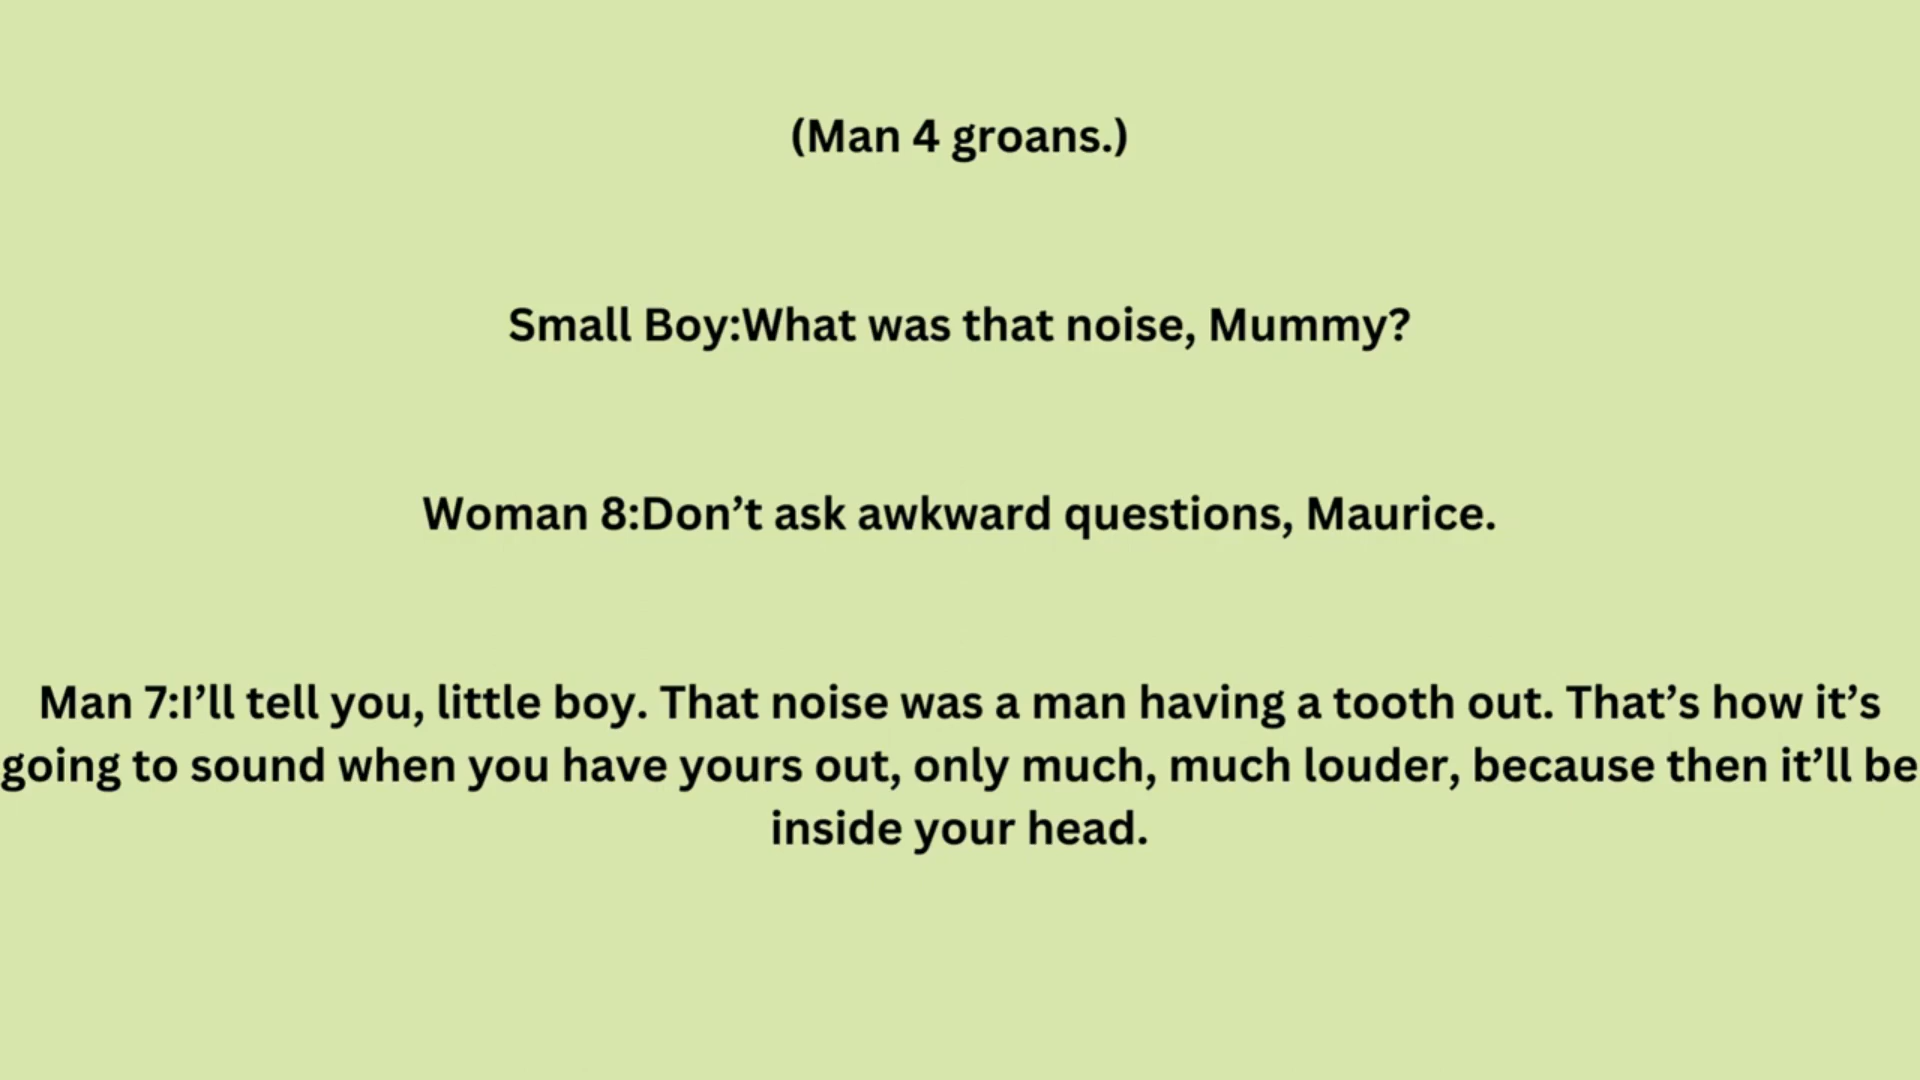 (Man 4 groans.)
Small Boy:What was that noise, Mummy?
Woman 8:Don’t ask awkward questions, Maurice.
Man 7:I’ll tell you, little boy. That noise was a man having a tooth out. That’s how it’s
going to sound when you have yours out, only much, much louder, because then it’ll be
inside your head.